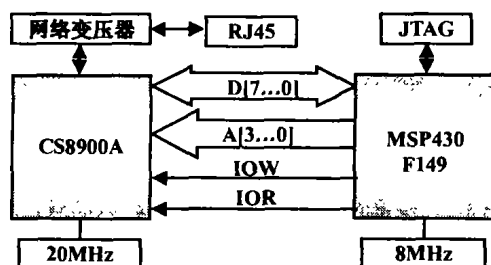 网络变压器
RJ45
JTAG
D[7…0]
A[3…0]
CS8900A
MSP430
F149
IOW
IOR
20MHz
8MHz